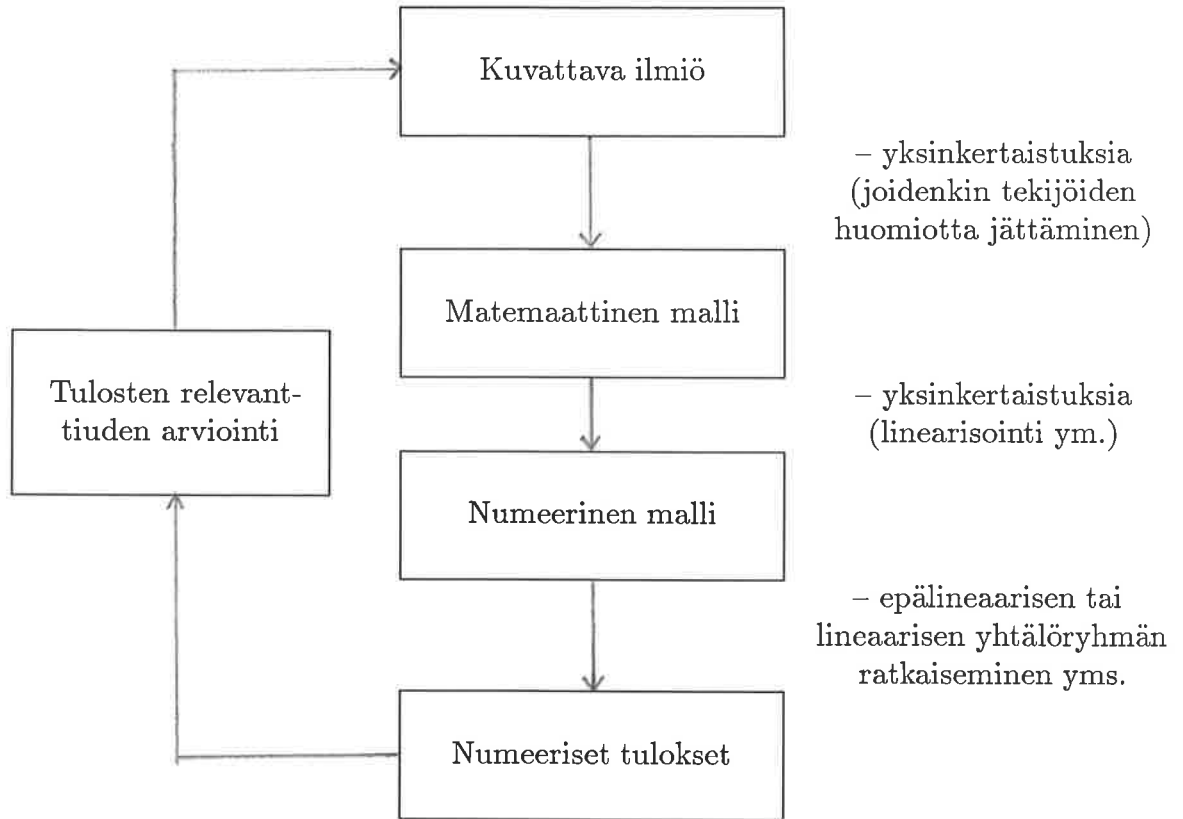 Kuvattava ilmiö
– yksinkertaistuksia
(joidenkin tekijöiden
huomiotta jättäminen)
Matemaattinen malli
Tulosten relevant-
tiuden arviointi
– yksinkertaistuksia
(linearisointi ym.)
Numeerinen malli
– epälineaarisen tai
lineaarisen yhtälöryhmän
ratkaiseminen yms.
Numeeriset tulokset